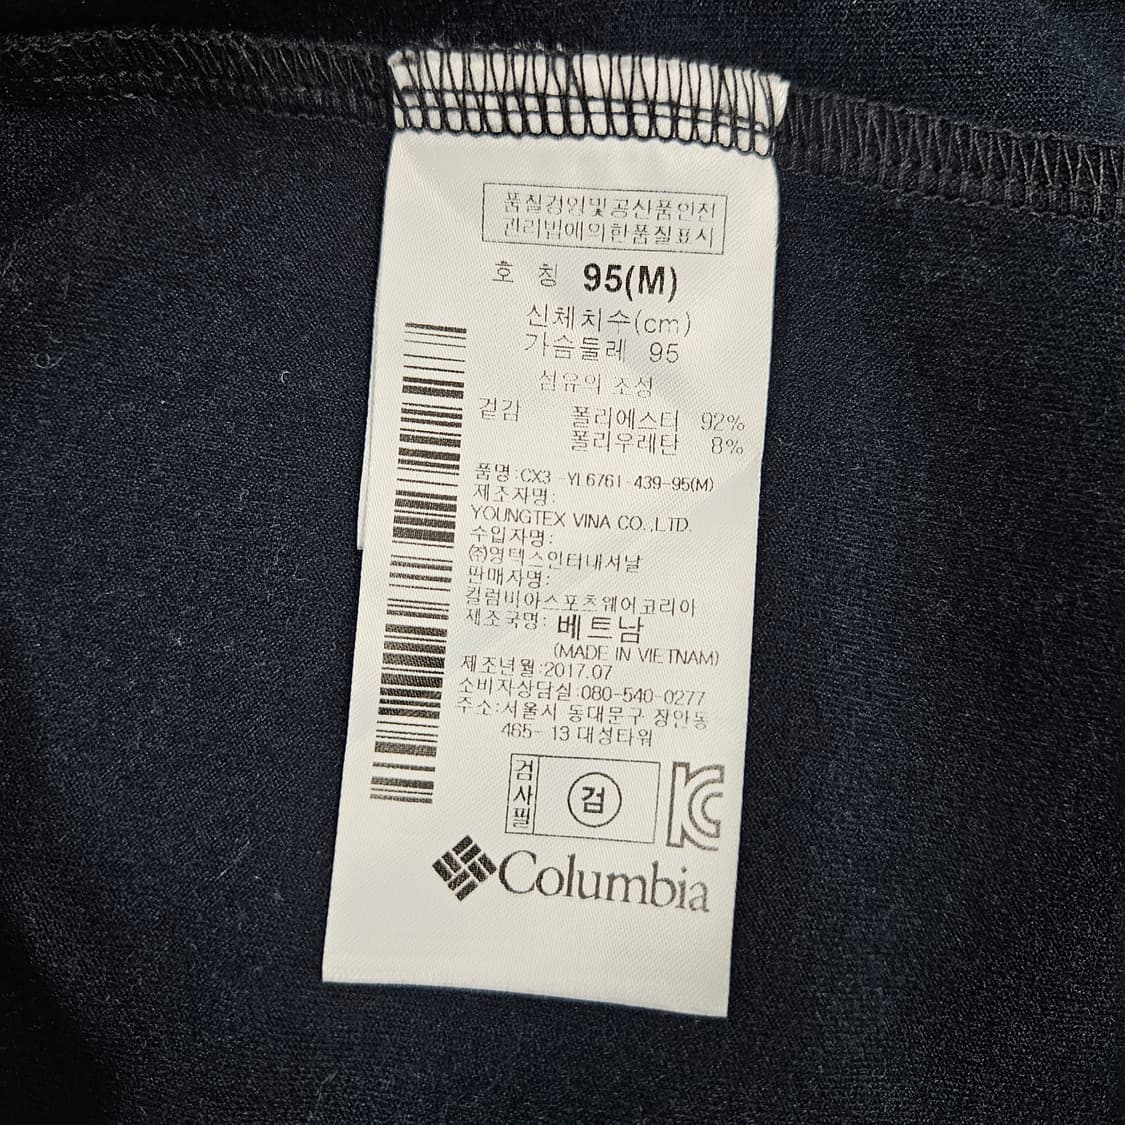 품질경영및공산품안전
관리법에의한품질표시
호 칭 95(M)
신체치수(cm)
가슴둘레 95
섬유의 조성
겉감 폴리에스터 92%
폴리우레탄 8%
품명:CX3-YL6761-439-95(M)
제조자명:
YOUNGTEX VINA CO.,LTD.
수입자명:
㈜영텍스인터내셔날
판매자명:
컬럼비아스포츠웨어코리아
제조국명: 베트남
(MADE IN VIETNAM)
제조년월:2017.07
소비자상담실:080-540-0277
주소:서울시 동대문구 장안동
465-13 대성타워
검사필
검
KC
Columbia